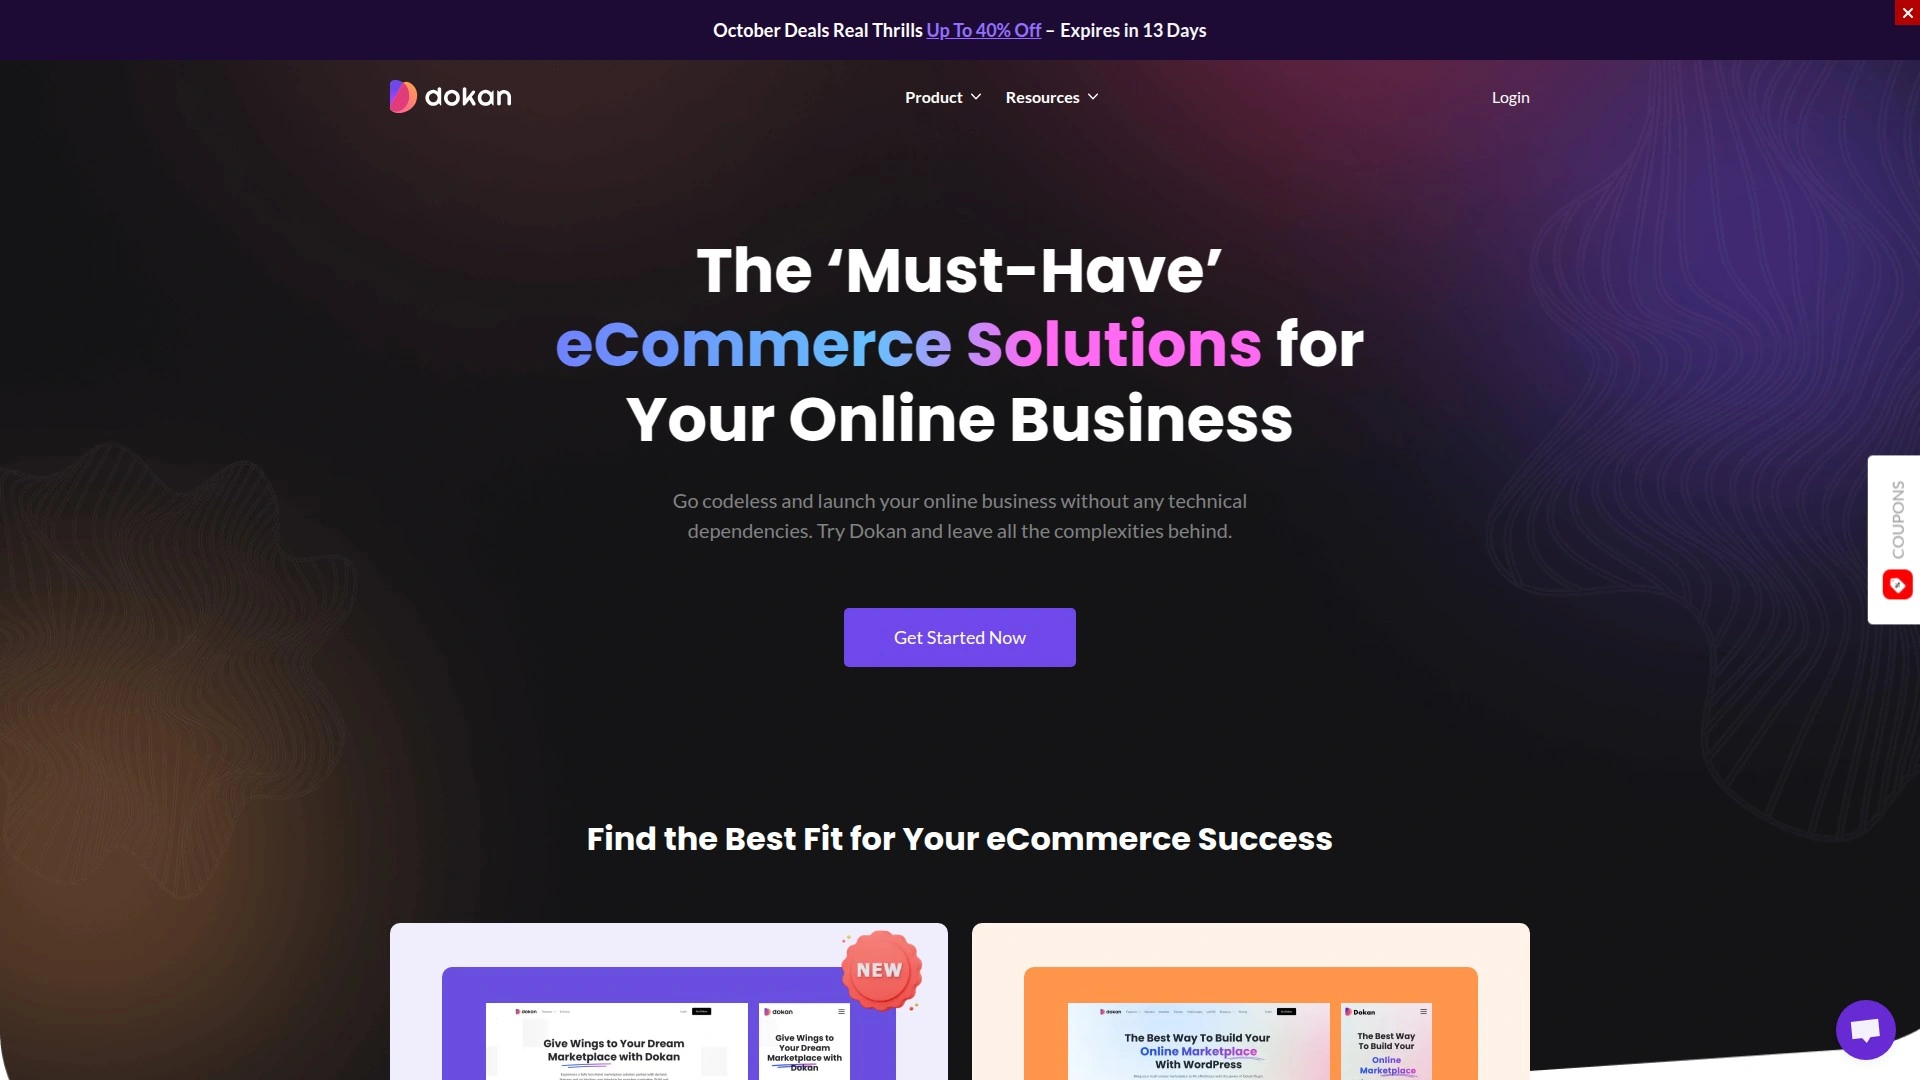 October Deals Real Thrills Up To 40% Off – Expires in 13 Days
dokan
Product
Resources
Login
The ‘Must-Have’
eCommerce Solutions for
Your Online Business
Go codeless and launch your online business without any technical
dependencies. Try Dokan and leave all the complexities behind.
COUPONS
Get Started Now
Find the Best Fit for Your eCommerce Success
NEW
dokan
Give Wings to Your Dream
Marketplace with Dokan
dokan
Give Wings to
Your Dream
Marketplace with
Dokan
dokan
The Best Way To Build Your
Online Marketplace
With WordPress
Dokan
The Best Way
To Build Your
Online
Marketplace